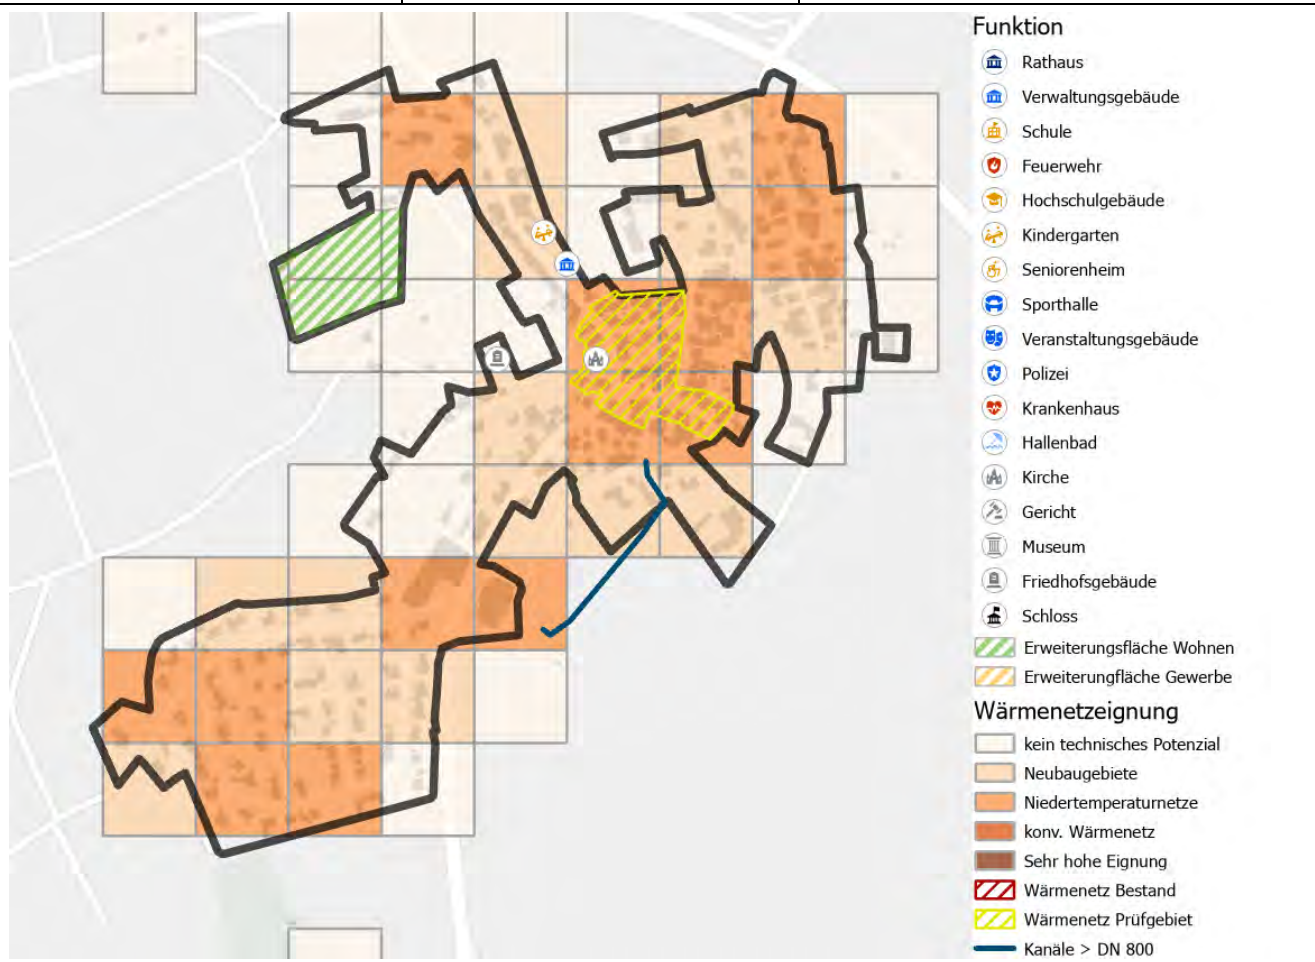 Funktion
Rathaus
Verwaltungsgebäude
Schule
Feuerwehr
Hochschulgebäude
Kindergarten
Seniorenheim
Sporthalle
Veranstaltungsgebäude
Polizei
Krankenhaus
Hallenbad
Kirche
Gericht
Museum
Friedhofsgebäude
Schloss
Erweiterungsfläche Wohnen
Erweiterungfläche Gewerbe
Wärmenetzeignung
kein technisches Potenzial
Neubaugebiete
Niedertemperaturnetze
konv. Wärmenetz
Sehr hohe Eignung
Wärmenetz Bestand
Wärmenetz Prüfgebiet
Kanäle > DN 800